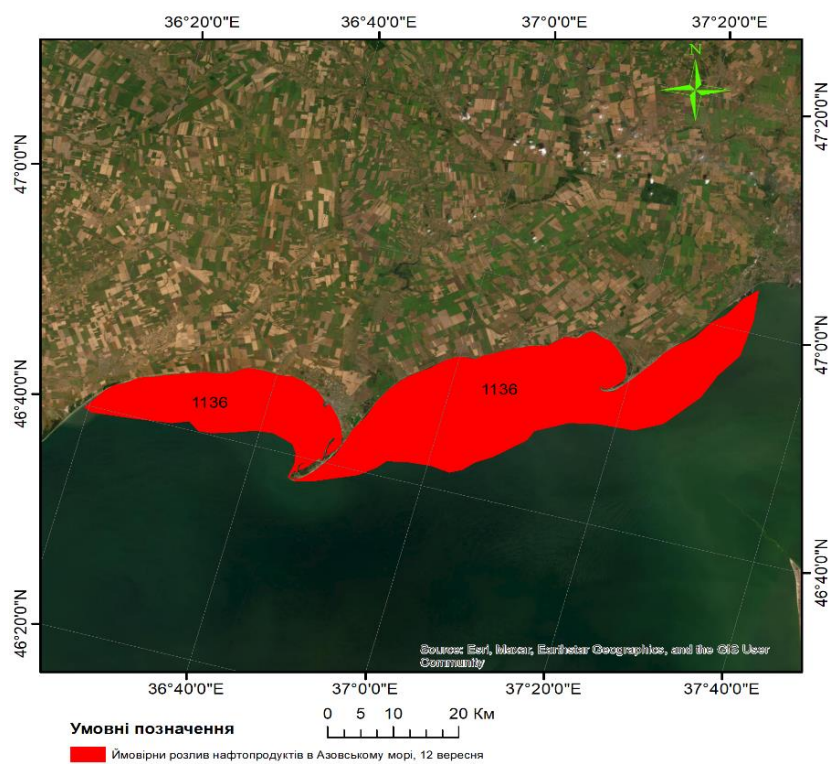 36°20'0"E 36°40'0"E 37°0'0"E 37°20'0"E
N
47°20'0"N
47°0'0"N
47°0'0"N
46°40'0"N
1136
1136
46°40'0"N
46°20'0"N
Source: Esri, Maxar, Earthstar Geographics, and the GIS User
Community
36°40'0"E 37°0'0"E 37°20'0"E 37°40'0"E
0 5 10 20 Км
Умовні позначення
Ймовірни розлив нафтопродуктів в Азовському морі, 12 вересня